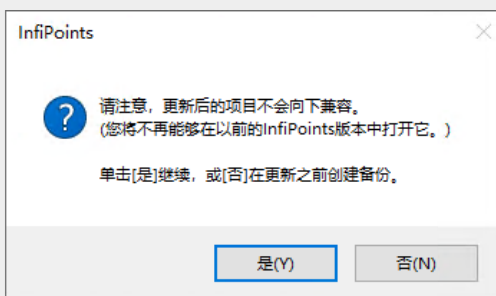 InfiPoints
请注意，更新后的项目不会向下兼容。
(您将不再能够在以前的InfiPoints版本中打开它。)
单击[是]继续，或[否]在更新之前创建备份。
是(Y)
否(N)